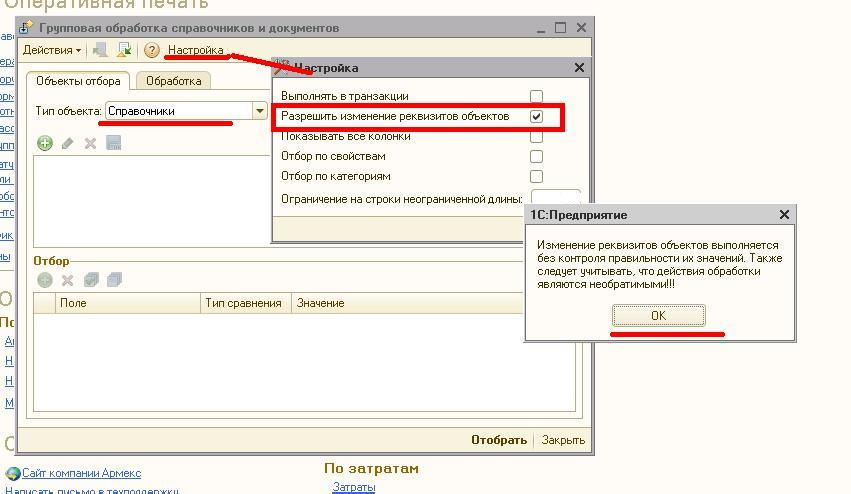 Оперативная печать
Групповая обработка справочников и документов
Действия
Настройка
Объекты отбора
Обработка
Тип объекта:
Справочники
Настройка
Выполнять в транзакции
Разрешить изменение реквизитов объектов
Показывать все колонки
Отбор по свойствам
Отбор по категориям
Ограничение на строки неограниченной длины:
1С:Предприятие
Изменение реквизитов объектов выполняется
без контроля правильности их значений. Также
следует учитывать, что действия обработки
являются необратимыми!!!
OK
Отбор
Поле
Тип сравнения
Значение
Отобрать
Закрыть
Сайт компании Армекс
Написать письмо в техподдержку
По затратам
Затраты